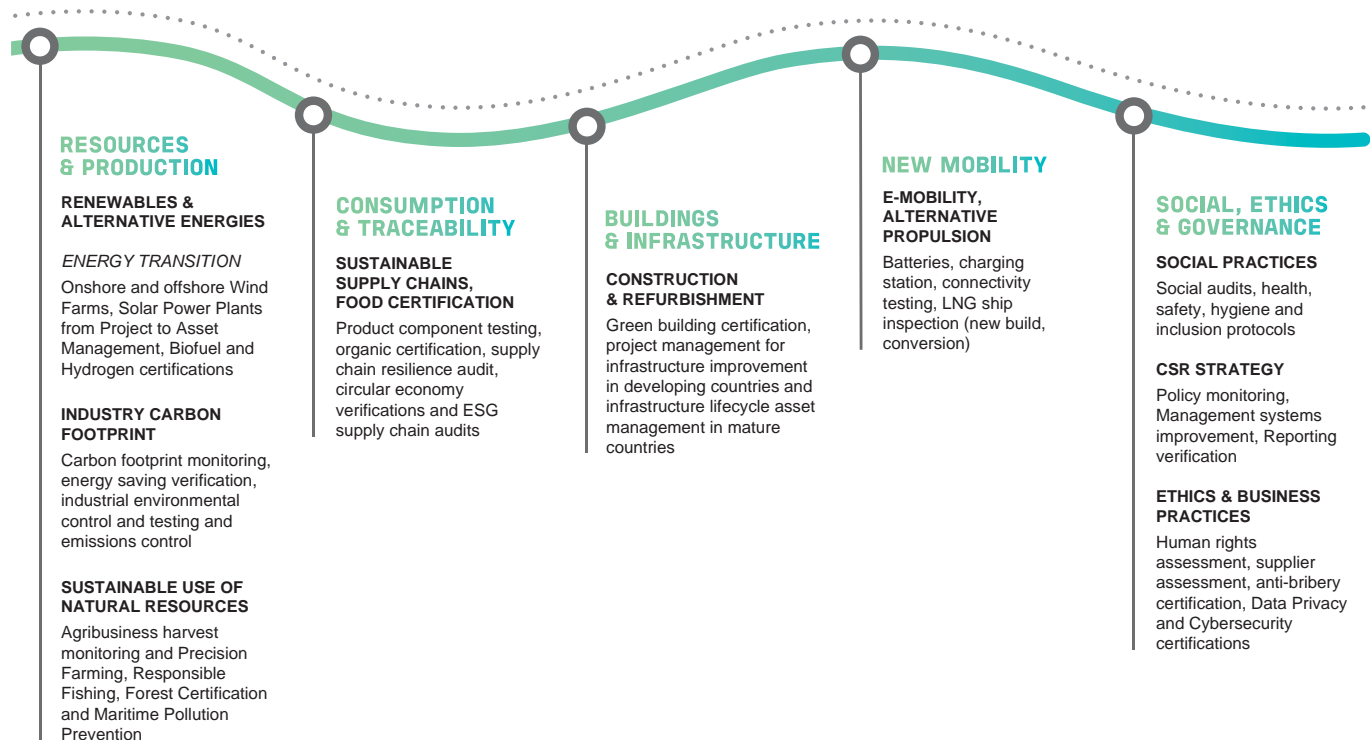 RESOURCES
& PRODUCTION
RENEWABLES &
ALTERNATIVE ENERGIES
ENERGY TRANSITION
Onshore and offshore Wind
Farms, Solar Power Plants
from Project to Asset
Management, Biofuel and
Hydrogen certifications
INDUSTRY CARBON
FOOTPRINT
Carbon footprint monitoring,
energy saving verification,
industrial environmental
control and testing and
emissions control
SUSTAINABLE USE OF
NATURAL RESOURCES
Agribusiness harvest
monitoring and Precision
Farming, Responsible
Fishing, Forest Certification
and Maritime Pollution
Prevention
CONSUMPTION
& TRACEABILITY
SUSTAINABLE
SUPPLY CHAINS,
FOOD CERTIFICATION
Product component testing,
organic certification, supply
chain resilience audit,
circular economy
verifications and ESG
supply chain audits
BUILDINGS
& INFRASTRUCTURE
CONSTRUCTION
& REFURBISHMENT
Green building certification,
project management for
infrastructure improvement
in developing countries and
infrastructure lifecycle asset
management in mature
countries
NEW MOBILITY
E-MOBILITY,
ALTERNATIVE
PROPULSION
Batteries, charging
station, connectivity
testing, LNG ship
inspection (new build,
conversion)
SOCIAL, ETHICS
& GOVERNANCE
SOCIAL PRACTICES
Social audits, health,
safety, hygiene and
inclusion protocols
CSR STRATEGY
Policy monitoring,
Management systems
improvement, Reporting
verification
ETHICS & BUSINESS
PRACTICES
Human rights
assessment, supplier
assessment, anti-bribery
certification, Data Privacy
and Cybersecurity
certifications